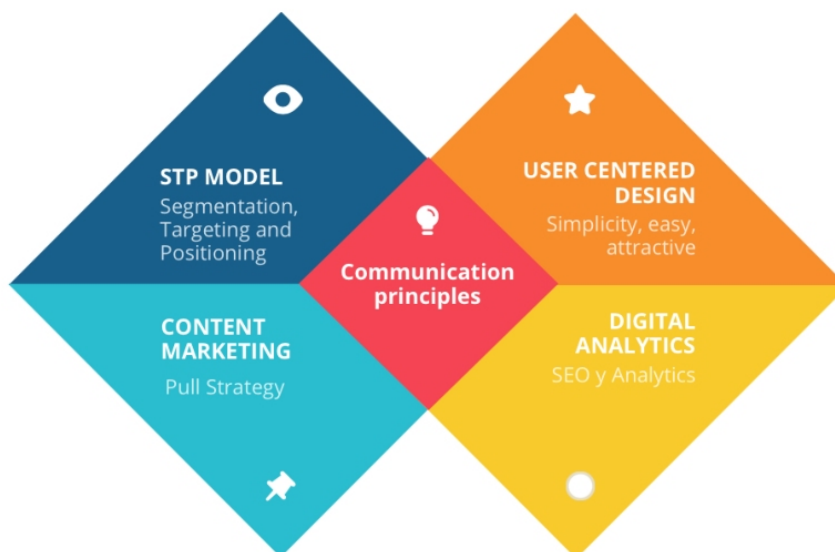 STP MODEL
Segmentation,
Targeting and
Positioning
USER CENTERED
DESIGN
Simplicity, easy,
attractive
Communication
principles
CONTENT
MARKETING
Pull Strategy
DIGITAL
ANALYTICS
SEO y Analytics